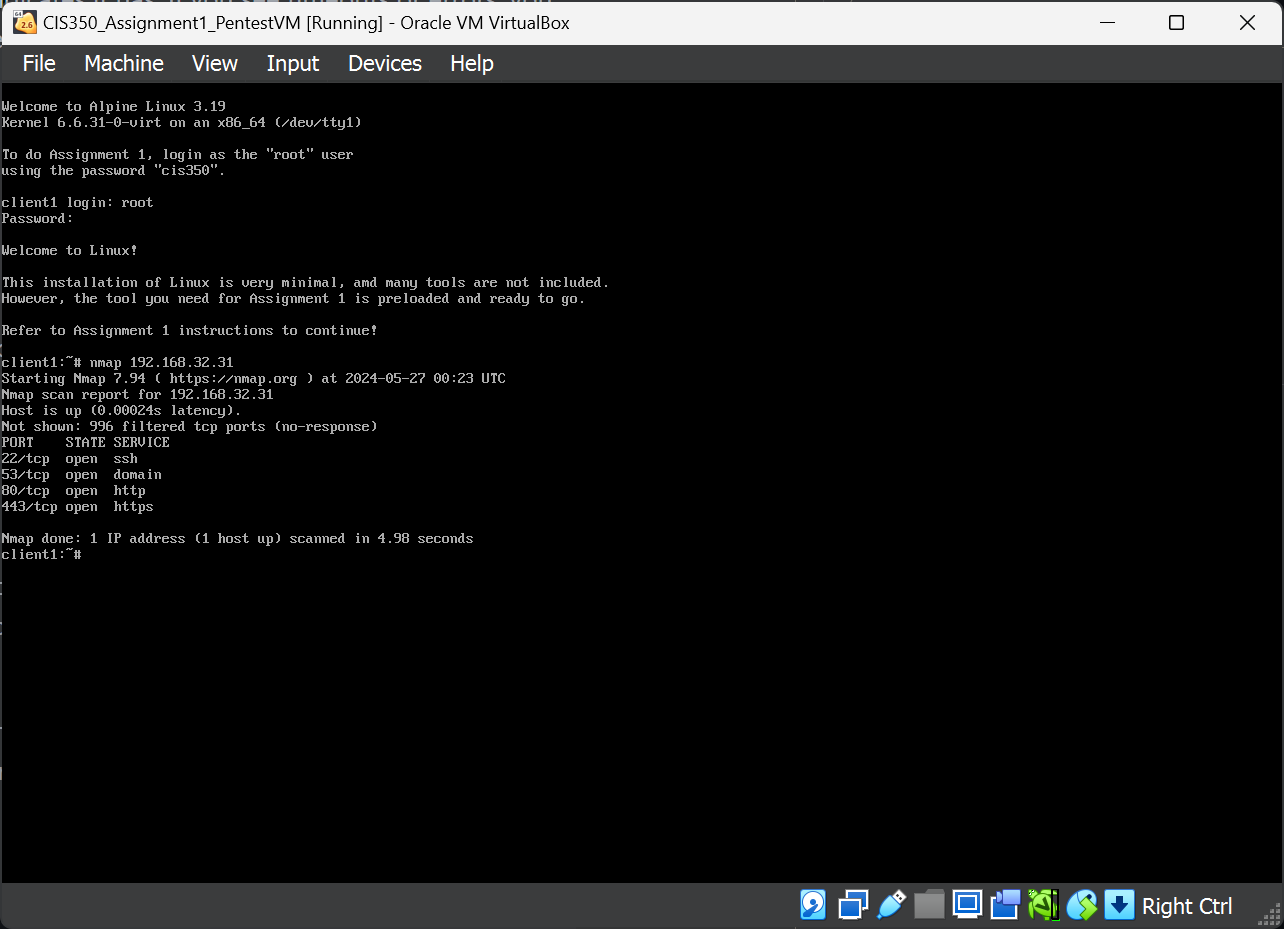 CIS350_Assignment1_PentestVM [Running] - Oracle VM VirtualBox
File Machine View Input Devices Help
Welcome to Alpine Linux 3.19
Kernel 6.6.31-0-virt on an x86_64 (/dev/tty1)
To do Assignment 1, login as the "root" user
using the password "cis350".
client1 login: root
Password:
Welcome to Linux!
This installation of Linux is very minimal, amd many tools are not included.
However, the tool you need for Assignment 1 is preloaded and ready to go.
Refer to Assignment 1 instructions to continue!
client1:~# nmap 192.168.32.31
Starting Nmap 7.94 ( https://nmap.org ) at 2024-05-27 00:23 UTC
Nmap scan report for 192.168.32.31
Host is up (0.00024s latency).
Not shown: 996 filtered tcp ports (no-response)
PORT    STATE SERVICE
22/tcp  open  ssh
53/tcp  open  domain
80/tcp  open  http
443/tcp open  https
Nmap done: 1 IP address (1 host up) scanned in 4.98 seconds
client1:~#
Right Ctrl